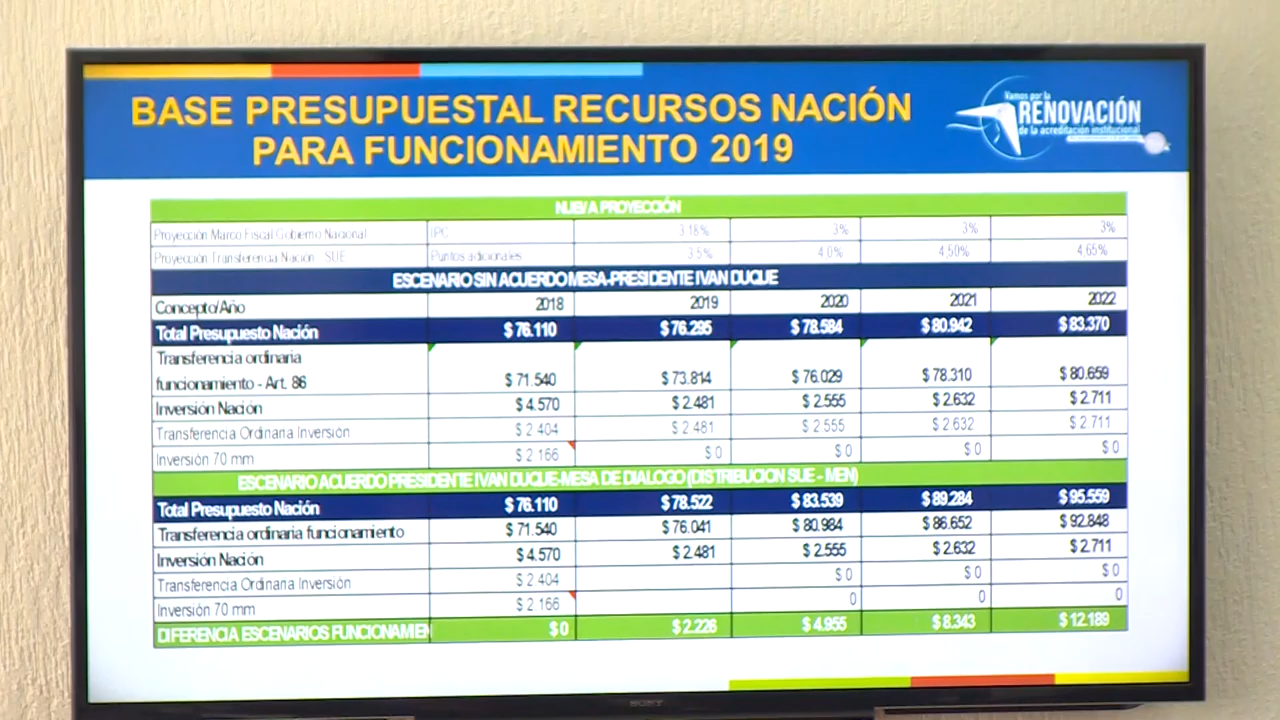 BASE PRESUPUESTAL RECURSOS NACIÓN
PARA FUNCIONAMIENTO 2019
Vamos por la
RENOVACIÓN
de la acreditación institucional
NUEVA PROYECCIÓN
Proyección Marco Fiscal Gobierno Nacional IPC 3.18% 3% 3% 3%
Proyección Transferencia Nación SUE Puntos adicionales 3.5% 4.0% 4,50% 4,65%
ESCENARIO SIN ACUERDO MESA-PRESIDENTE IVAN DUQUE
Concepto/Año 2018 2019 2020 2021 2022
Total Presupuesto Nación $ 76.110 $ 76.295 $ 78.584 $ 80.942 $ 83.370
Transferencia ordinaria
funcionamiento - Art. 86 $ 71.540 $ 73.814 $ 76.029 $ 78.310 $ 80.659
Inversión Nación $ 4.570 $ 2.481 $ 2.555 $ 2.632 $ 2.711
Transferencia Ordinaria Inversión $ 2 404 $ 2 481 $ 2.555 $ 2.632 $ 2.711
Inversión 70 mm $ 2 166 $ 0 $ 0 $ 0 $ 0
ESCENARIO ACUERDO PRESIDENTE IVAN DUQUE-MESA DE DIALOGO (DISTRIBUCION SUE - MEN)
Total Presupuesto Nación $ 76.110 $ 78.522 $ 83.539 $ 89.284 $ 95.559
Transferencia ordinaria funcionamiento $ 71.540 $ 76.041 $ 80.984 $ 86.652 $ 92.848
Inversión Nación $ 4.570 $ 2.481 $ 2.555 $ 2.632 $ 2.711
Transferencia Ordinaria Inversión $ 2 404 $ 0 $ 0 $ 0
Inversión 70 mm $ 2 166 0 0 0
DIFERENCIA ESCENARIOS FUNCIONAMIEN $ 0 $ 2.226 $ 4.955 $ 8.343 $ 12.189
SONY